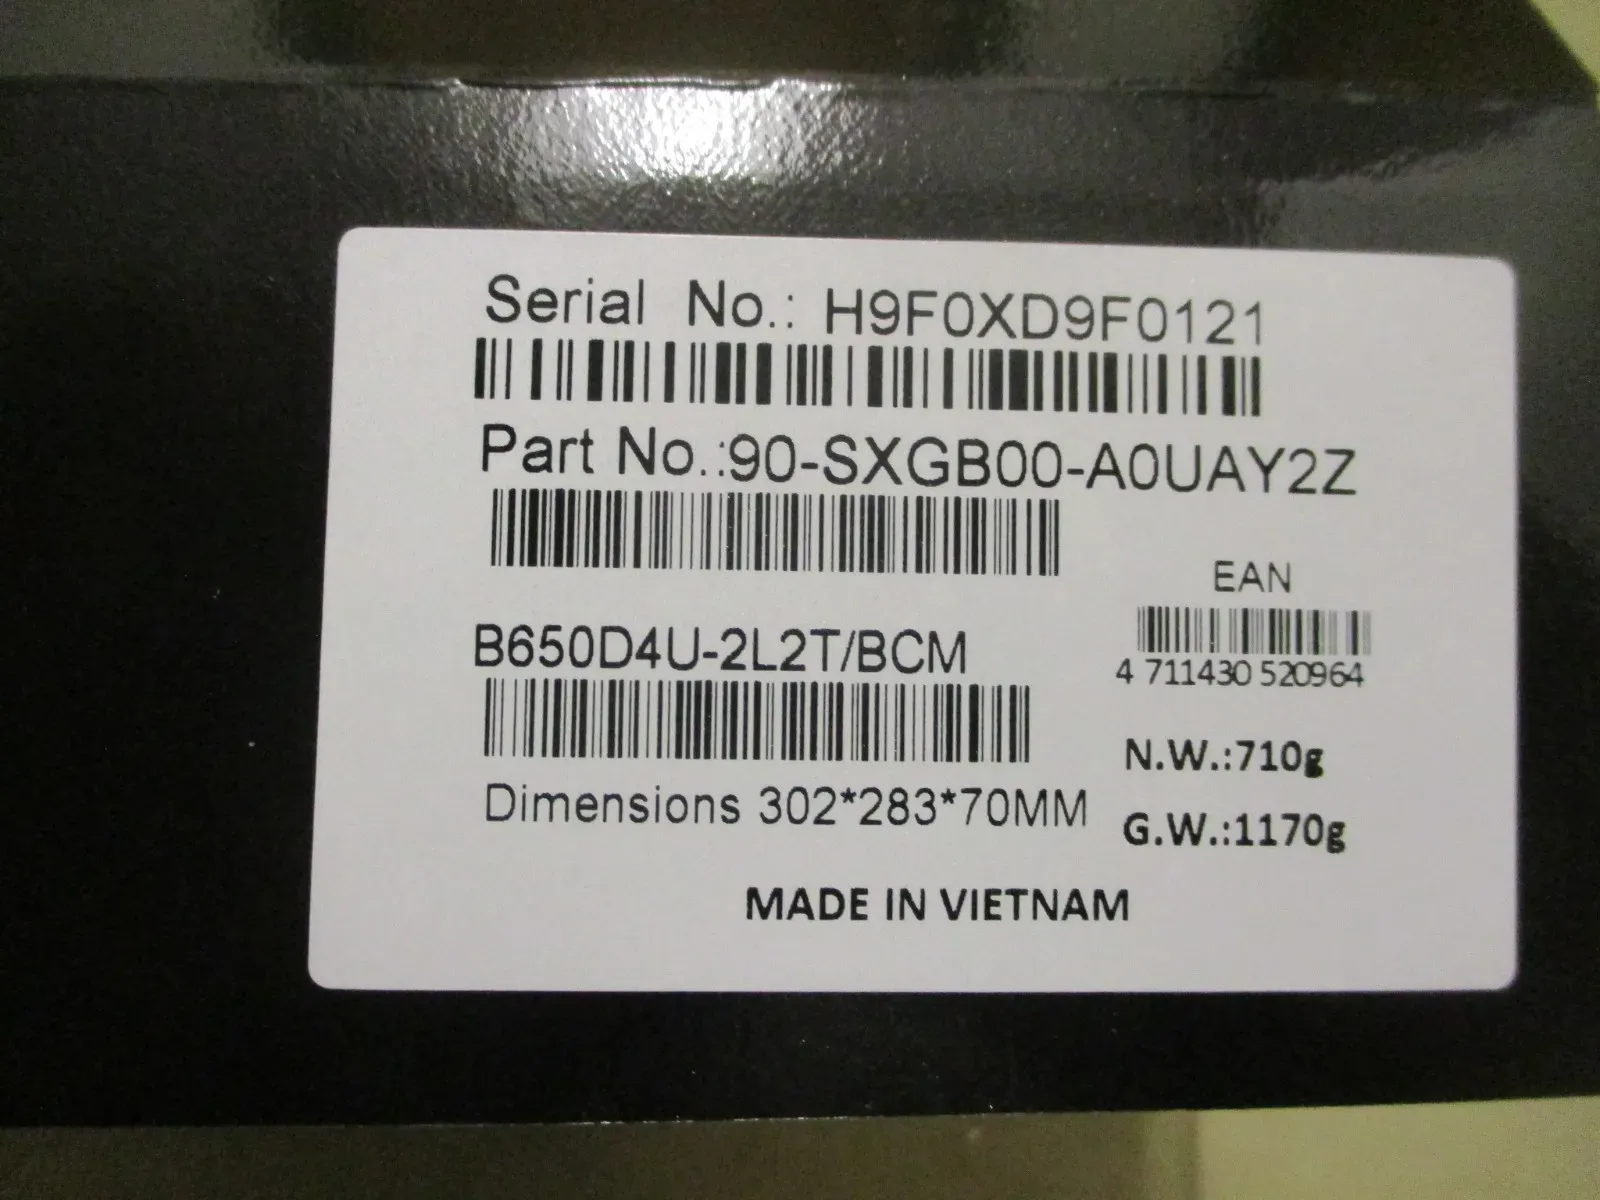 Serial No.: H9F0XD9F0121
Part No.:90-SXGB00-A0UAY2Z
EAN
B650D4U-2L2T/BCM
4 711430 520964
N.W.:710g
Dimensions 302*283*70MM
G.W.:1170g
MADE IN VIETNAM